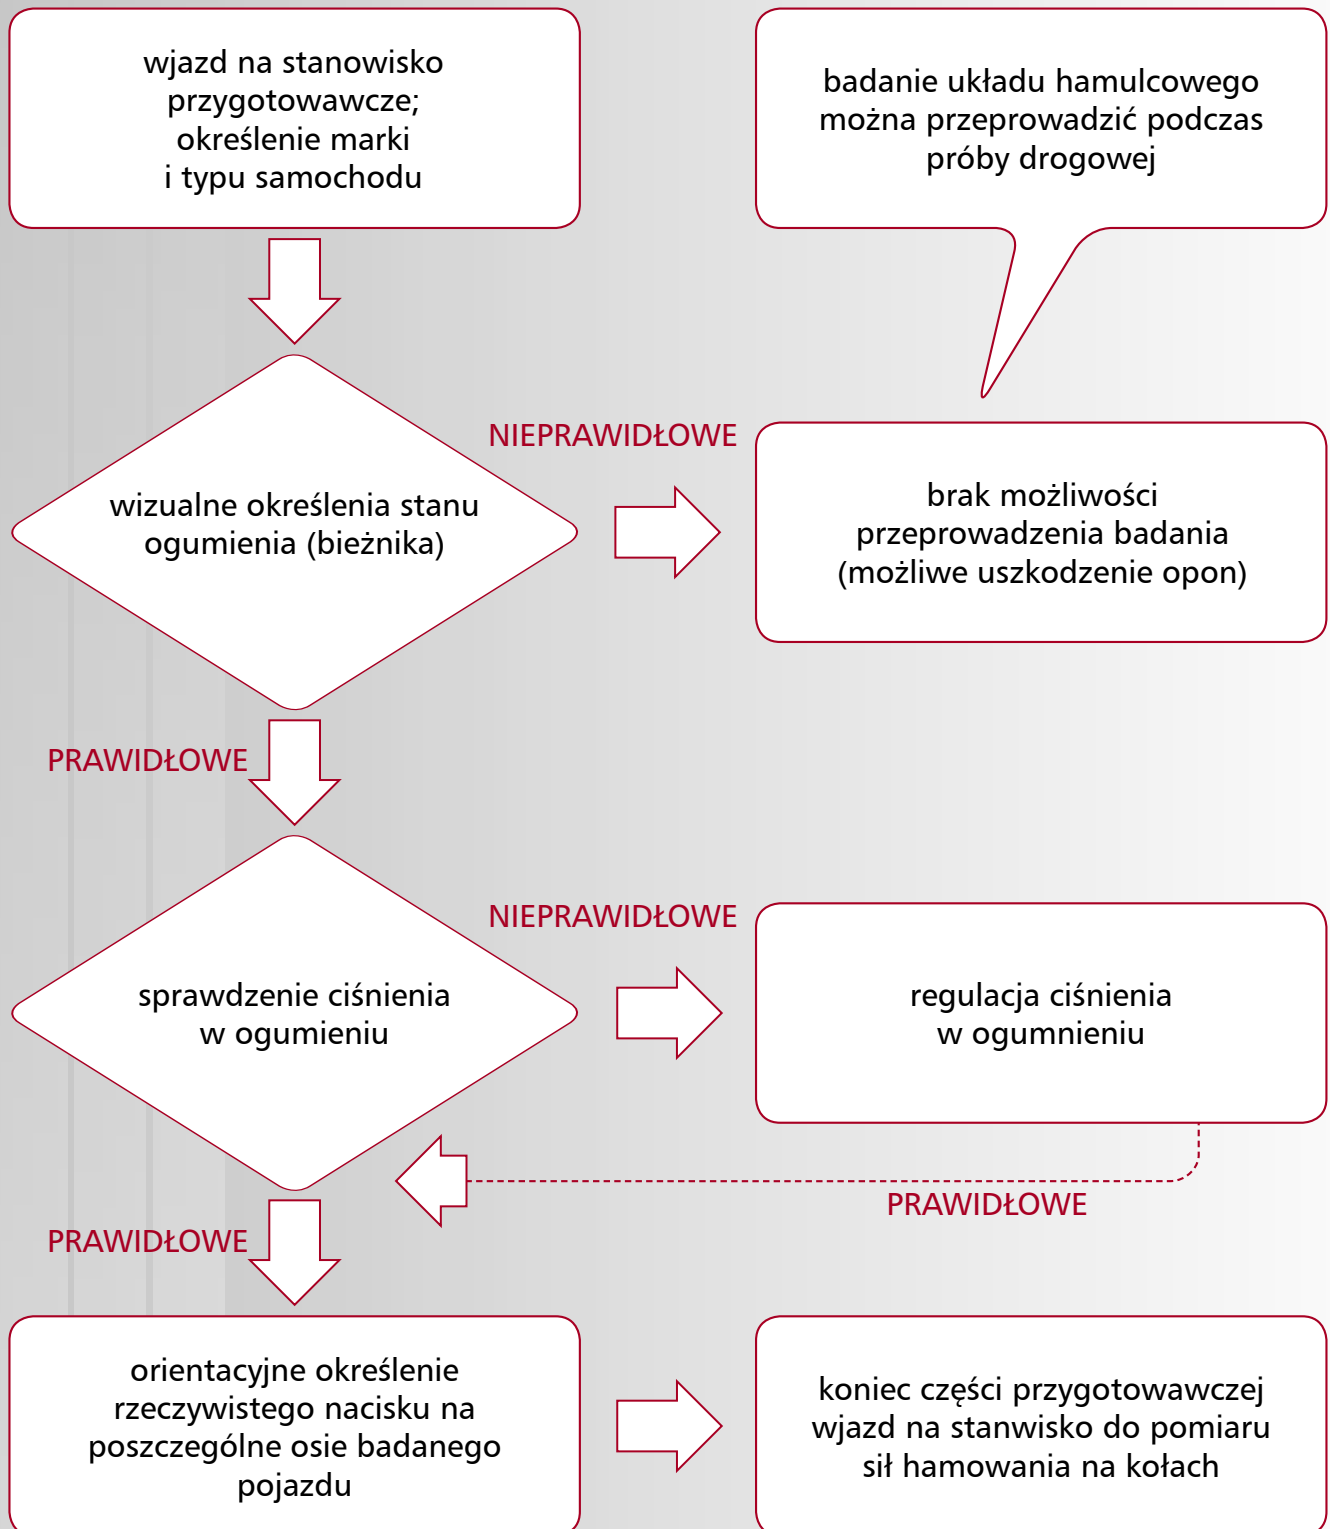 wjazd na stanowisko
przygotowawcze;
określenie marki
i typu samochodu
badanie układu hamulcowego
można przeprowadzić podczas
próby drogowej
wizualne określenia stanu
ogumienia (bieżnika)
NIEPRAWIDŁOWE
brak możliwości
przeprowadzenia badania
(możliwe uszkodzenie opon)
PRAWIDŁOWE
sprawdzenie ciśnienia
w ogumieniu
NIEPRAWIDŁOWE
regulacja ciśnienia
w ogumnieniu
PRAWIDŁOWE
PRAWIDŁOWE
orientacyjne określenie
rzeczywistego nacisku na
poszczególne osie badanego
pojazdu
koniec części przygotowawczej
wjazd na stanwisko do pomiaru
sił hamowania na kołach